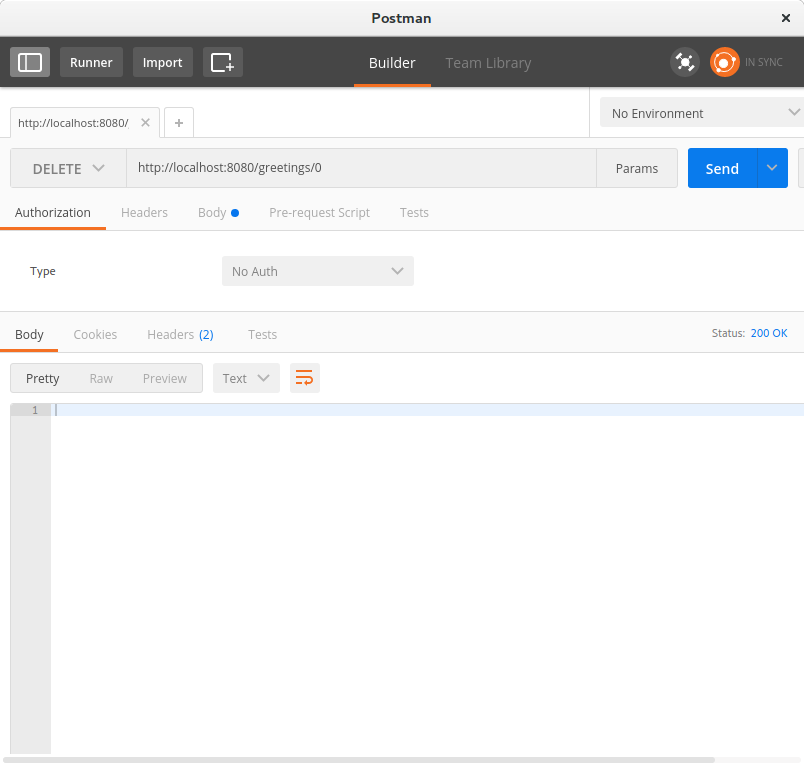 Postman
Runner Import Builder Team Library IN SYNC
http://localhost:8080/ No Environment
DELETE http://localhost:8080/greetings/0 Params Send
Authorization Headers Body Pre-request Script Tests
Type No Auth
Body Cookies Headers (2) Tests Status: 200 OK
Pretty Raw Preview Text
1